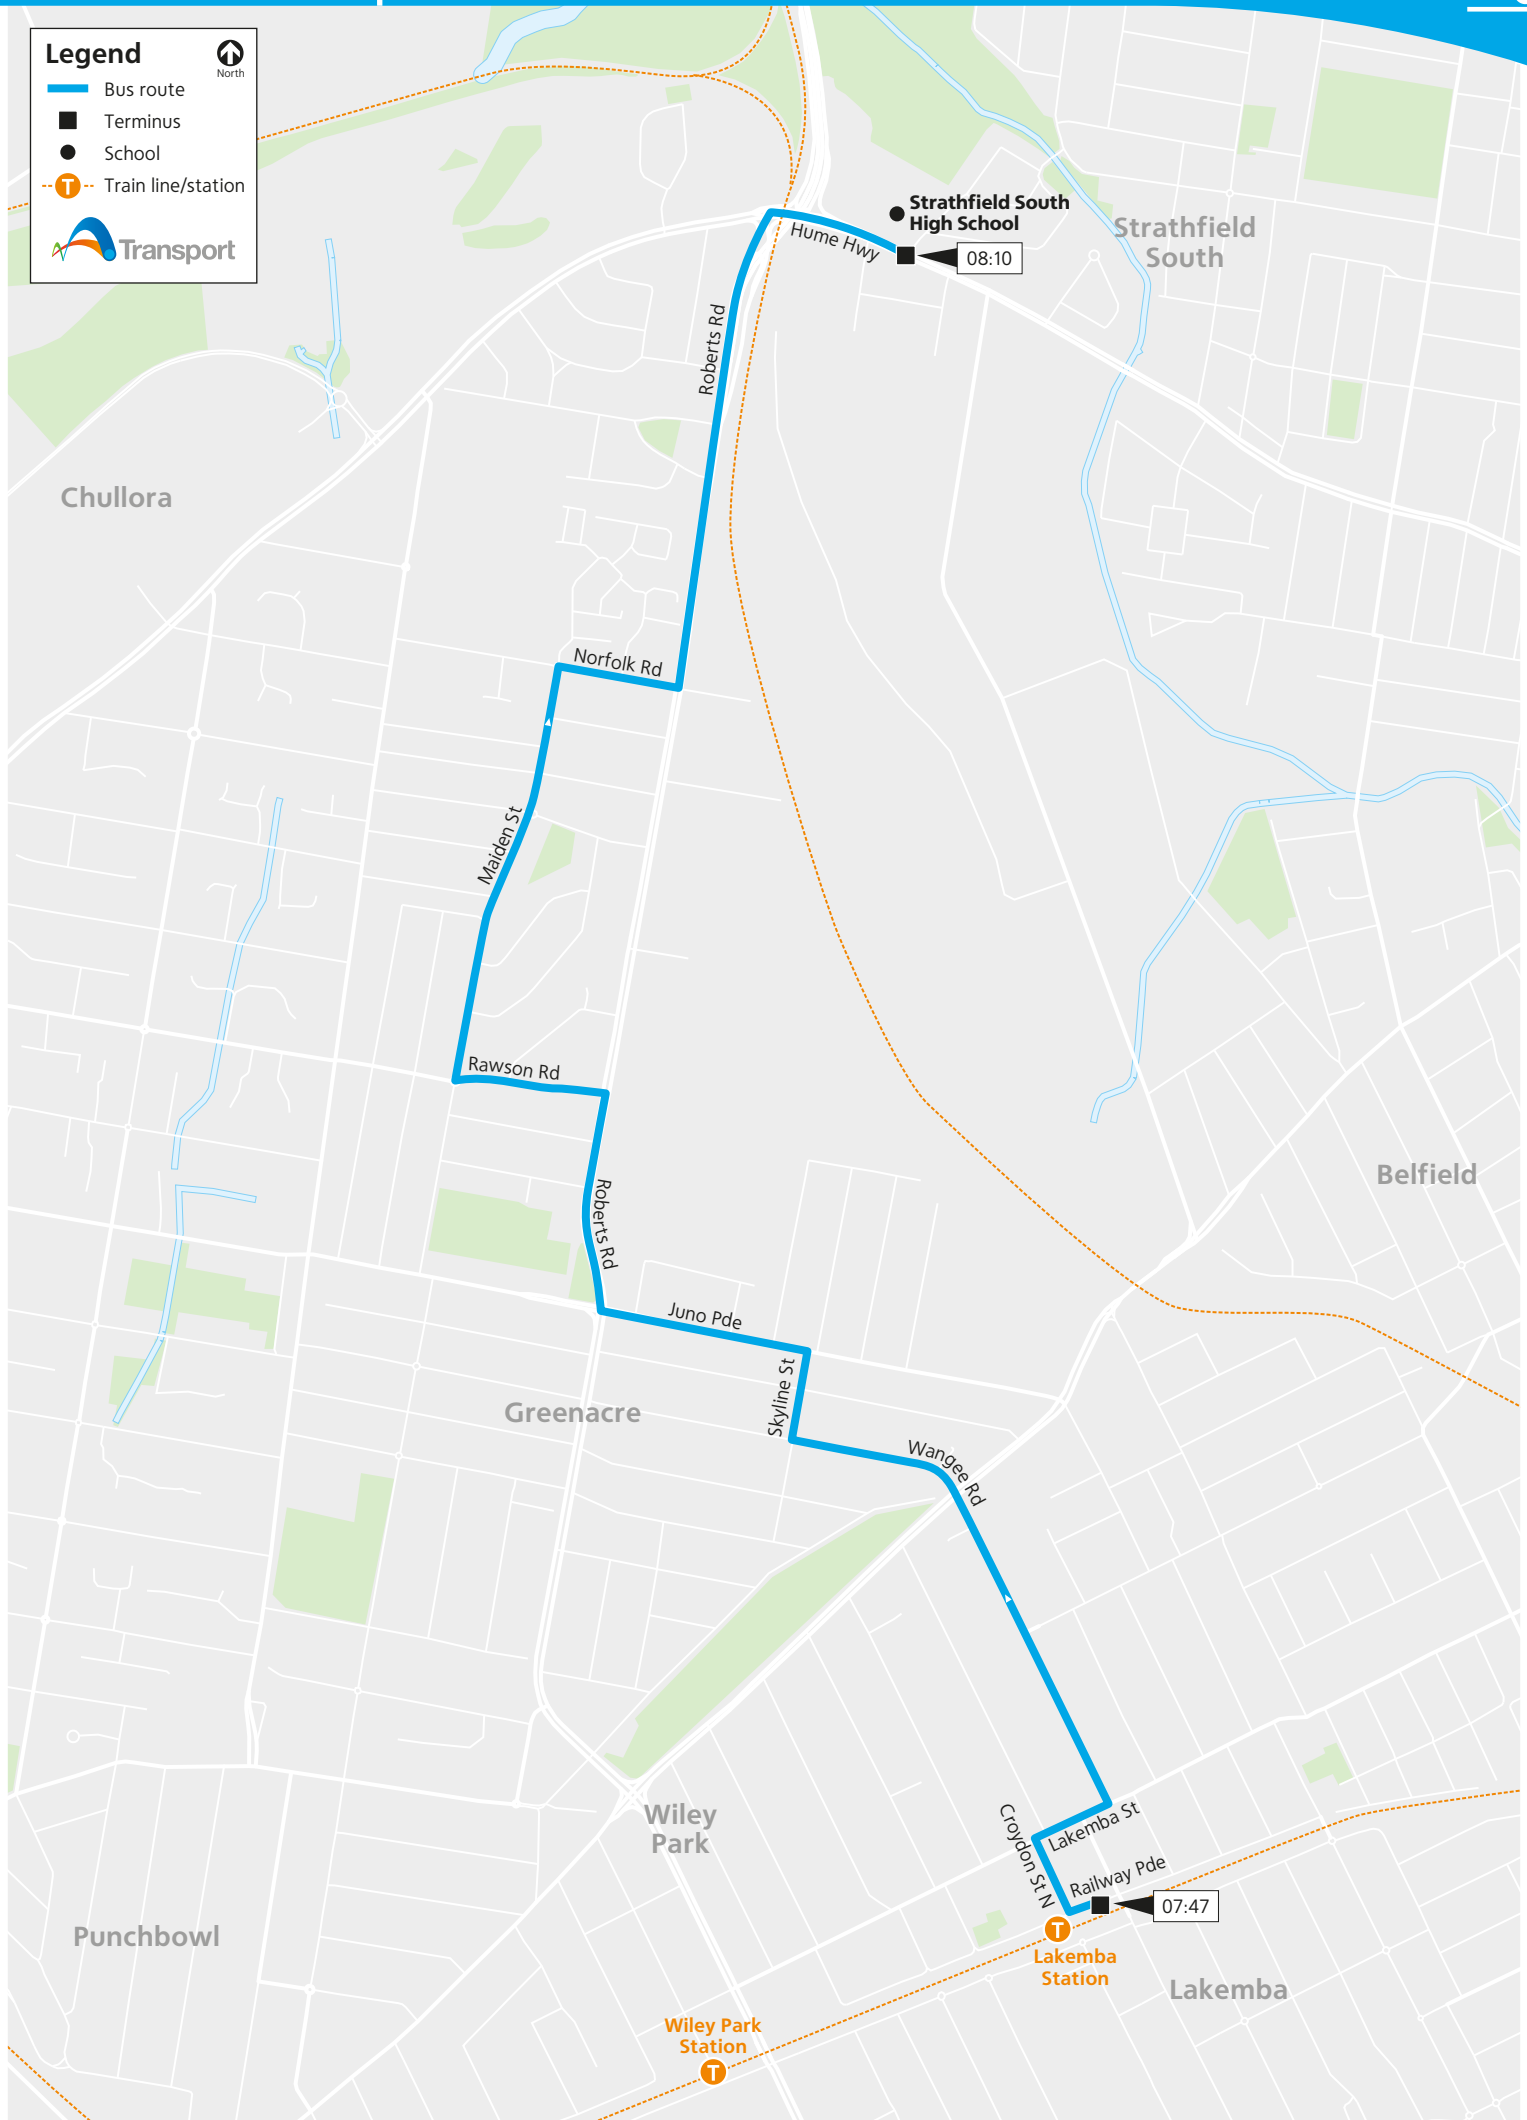 Legend
North
Bus route
Terminus
School
T
Train line/station
Transport
Strathfield South
High School
Strathfield
South
Hume Hwy
08:10
Roberts Rd
Chullora
Norfolk Rd
Maiden St
Rawson Rd
Belfield
Roberts Rd
Juno Pde
Skyline St
Greenacre
Wangee Rd
Wiley
Park
Croydon St N
Lakemba St
Railway Pde
07:47
Punchbowl
T
Lakemba
Station
Lakemba
Wiley Park
Station
T